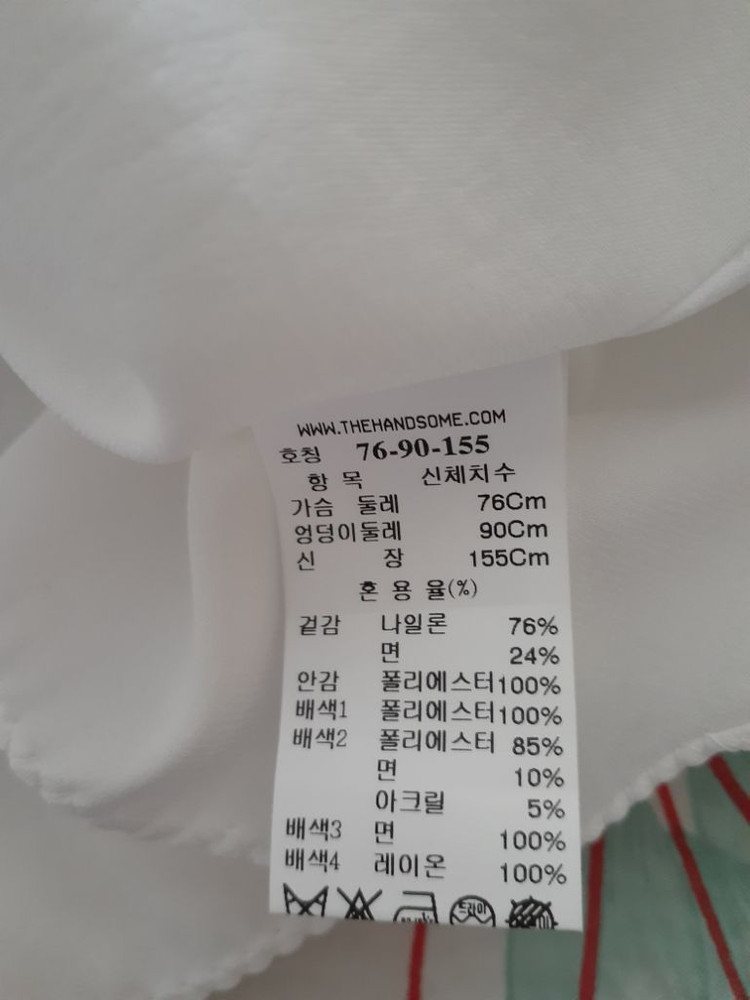 WWW.THEHANDSOME.COM
호칭 76-90-155
항 목 신체치수
가슴 둘레 76Cm
엉덩이둘레 90Cm
신 장 155Cm
혼 용 율(%)
겉감 나일론 76%
면 24%
안감 폴리에스터100%
배색1 폴리에스터100%
배색2 폴리에스터 85%
면 10%
아크릴 5%
배색3 면 100%
배색4 레이온 100%
드라이